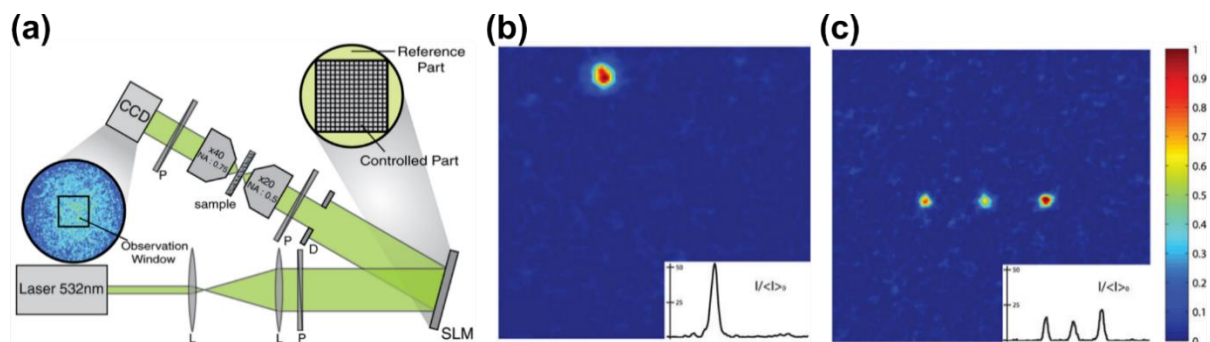 (a)
Reference
Part
Controlled Part
CCD
P
x40
NA : 0.75
sample
x20
NA : 0.5
P
D
Observation
Window
Laser 532nm
L
L
P
SLM
(b)
50
25
I/<I>₀
(c)
50
25
I/<I>₀
1
0.9
0.8
0.7
0.6
0.5
0.4
0.3
0.2
0.1
0